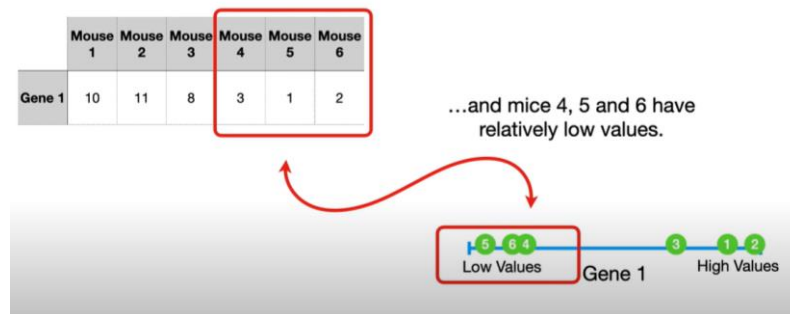 Mouse 1 Mouse 2 Mouse 3 Mouse 4 Mouse 5 Mouse 6
Gene 1 10 11 8 3 1 2
...and mice 4, 5 and 6 have
relatively low values.
5 6 4 3 1 2
Low Values Gene 1 High Values